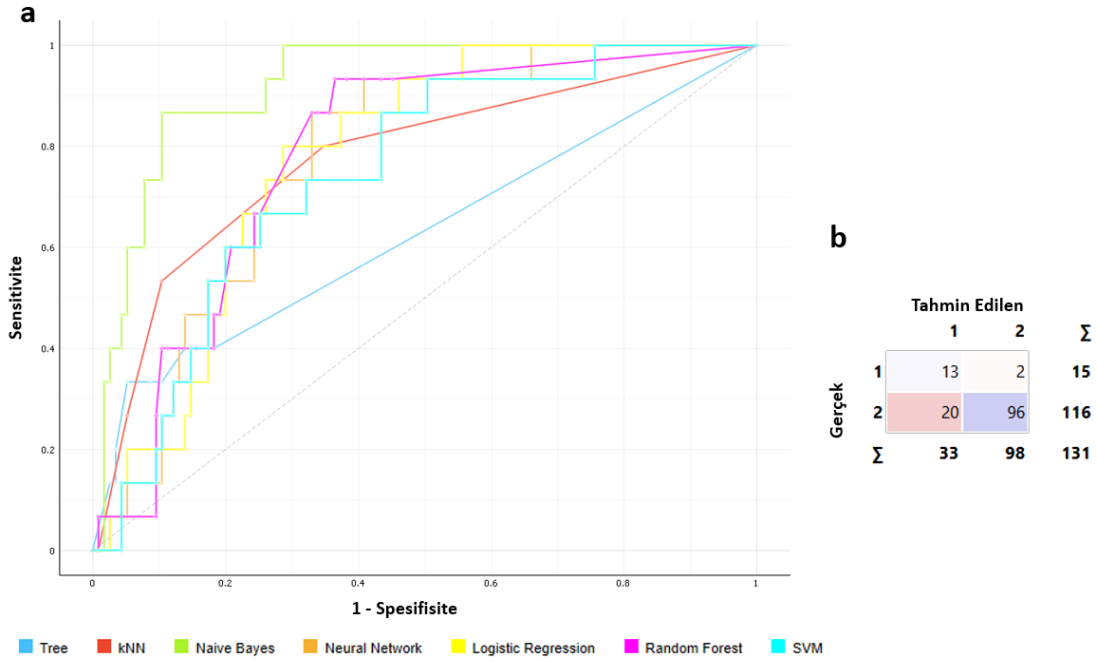 a
1
0.8
0.6
0.4
0.2
0
Sensitivite
0 0.2 0.4 0.6 0.8 1
1 - Spesifisite
Tree kNN Naive Bayes Neural Network Logistic Regression Random Forest SVM
b
Tahmin Edilen
1 2 Σ
1 13 2 15
Gerçek
2 20 96 116
Σ 33 98 131